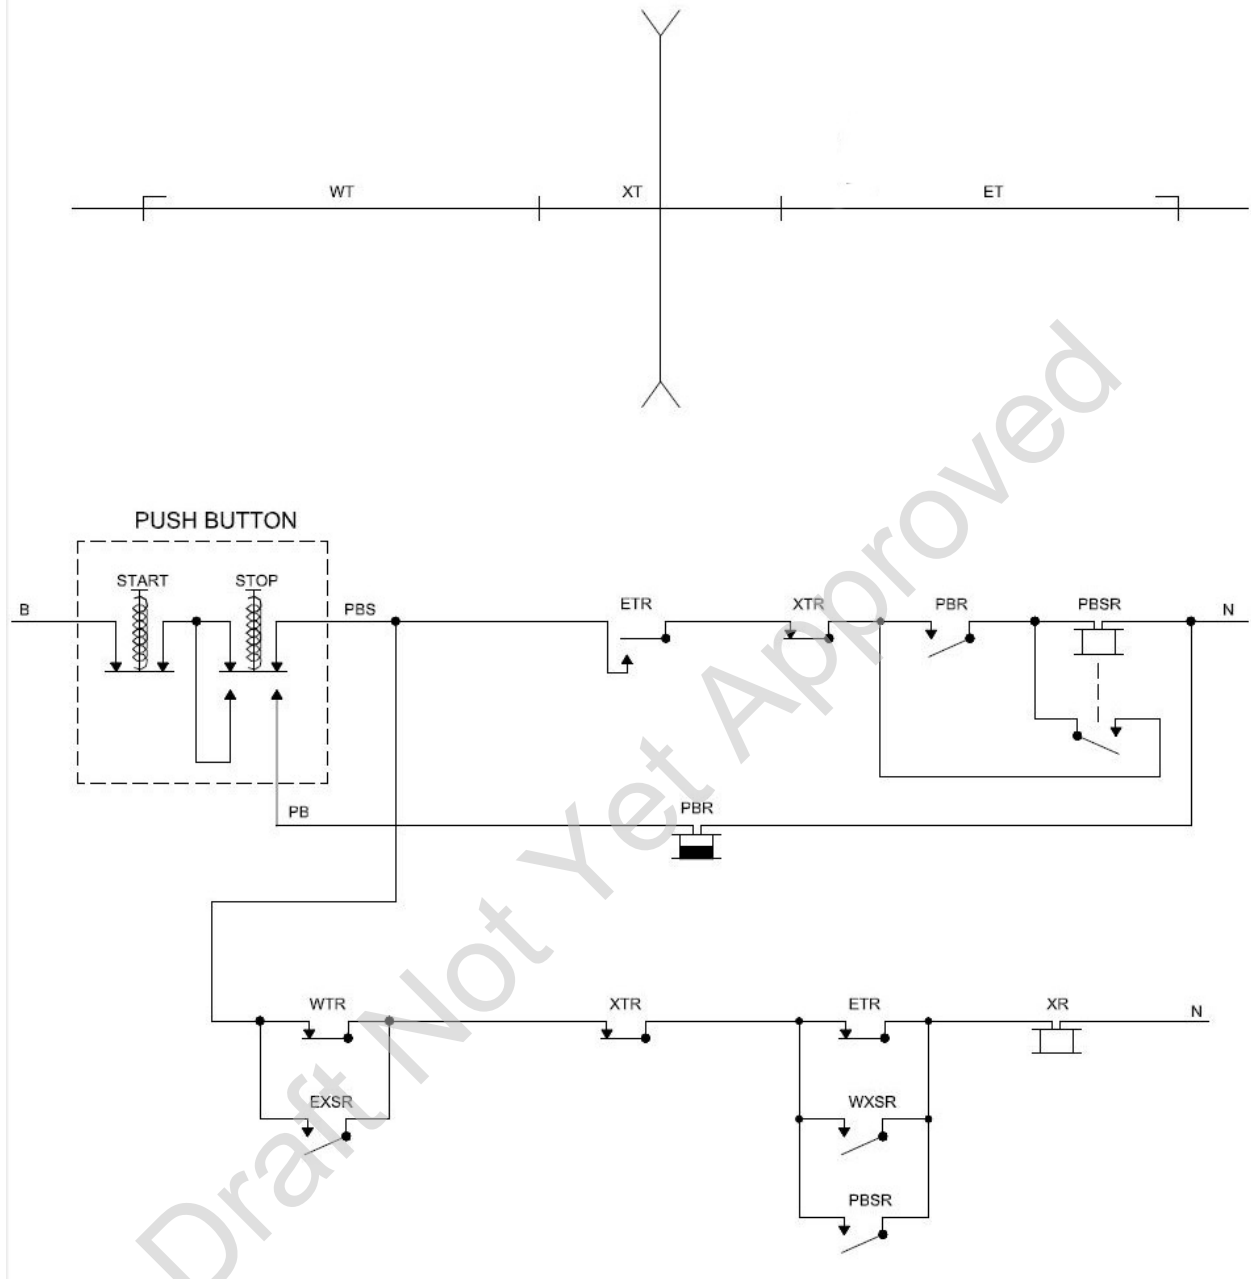 WT XT ET
PUSH BUTTON
START STOP
B PBS ETR XTR PBR PBSR N
PB PBR
WTR XTR ETR XR N
EXSR WXSR
PBSR
Draft Not Yet Approved